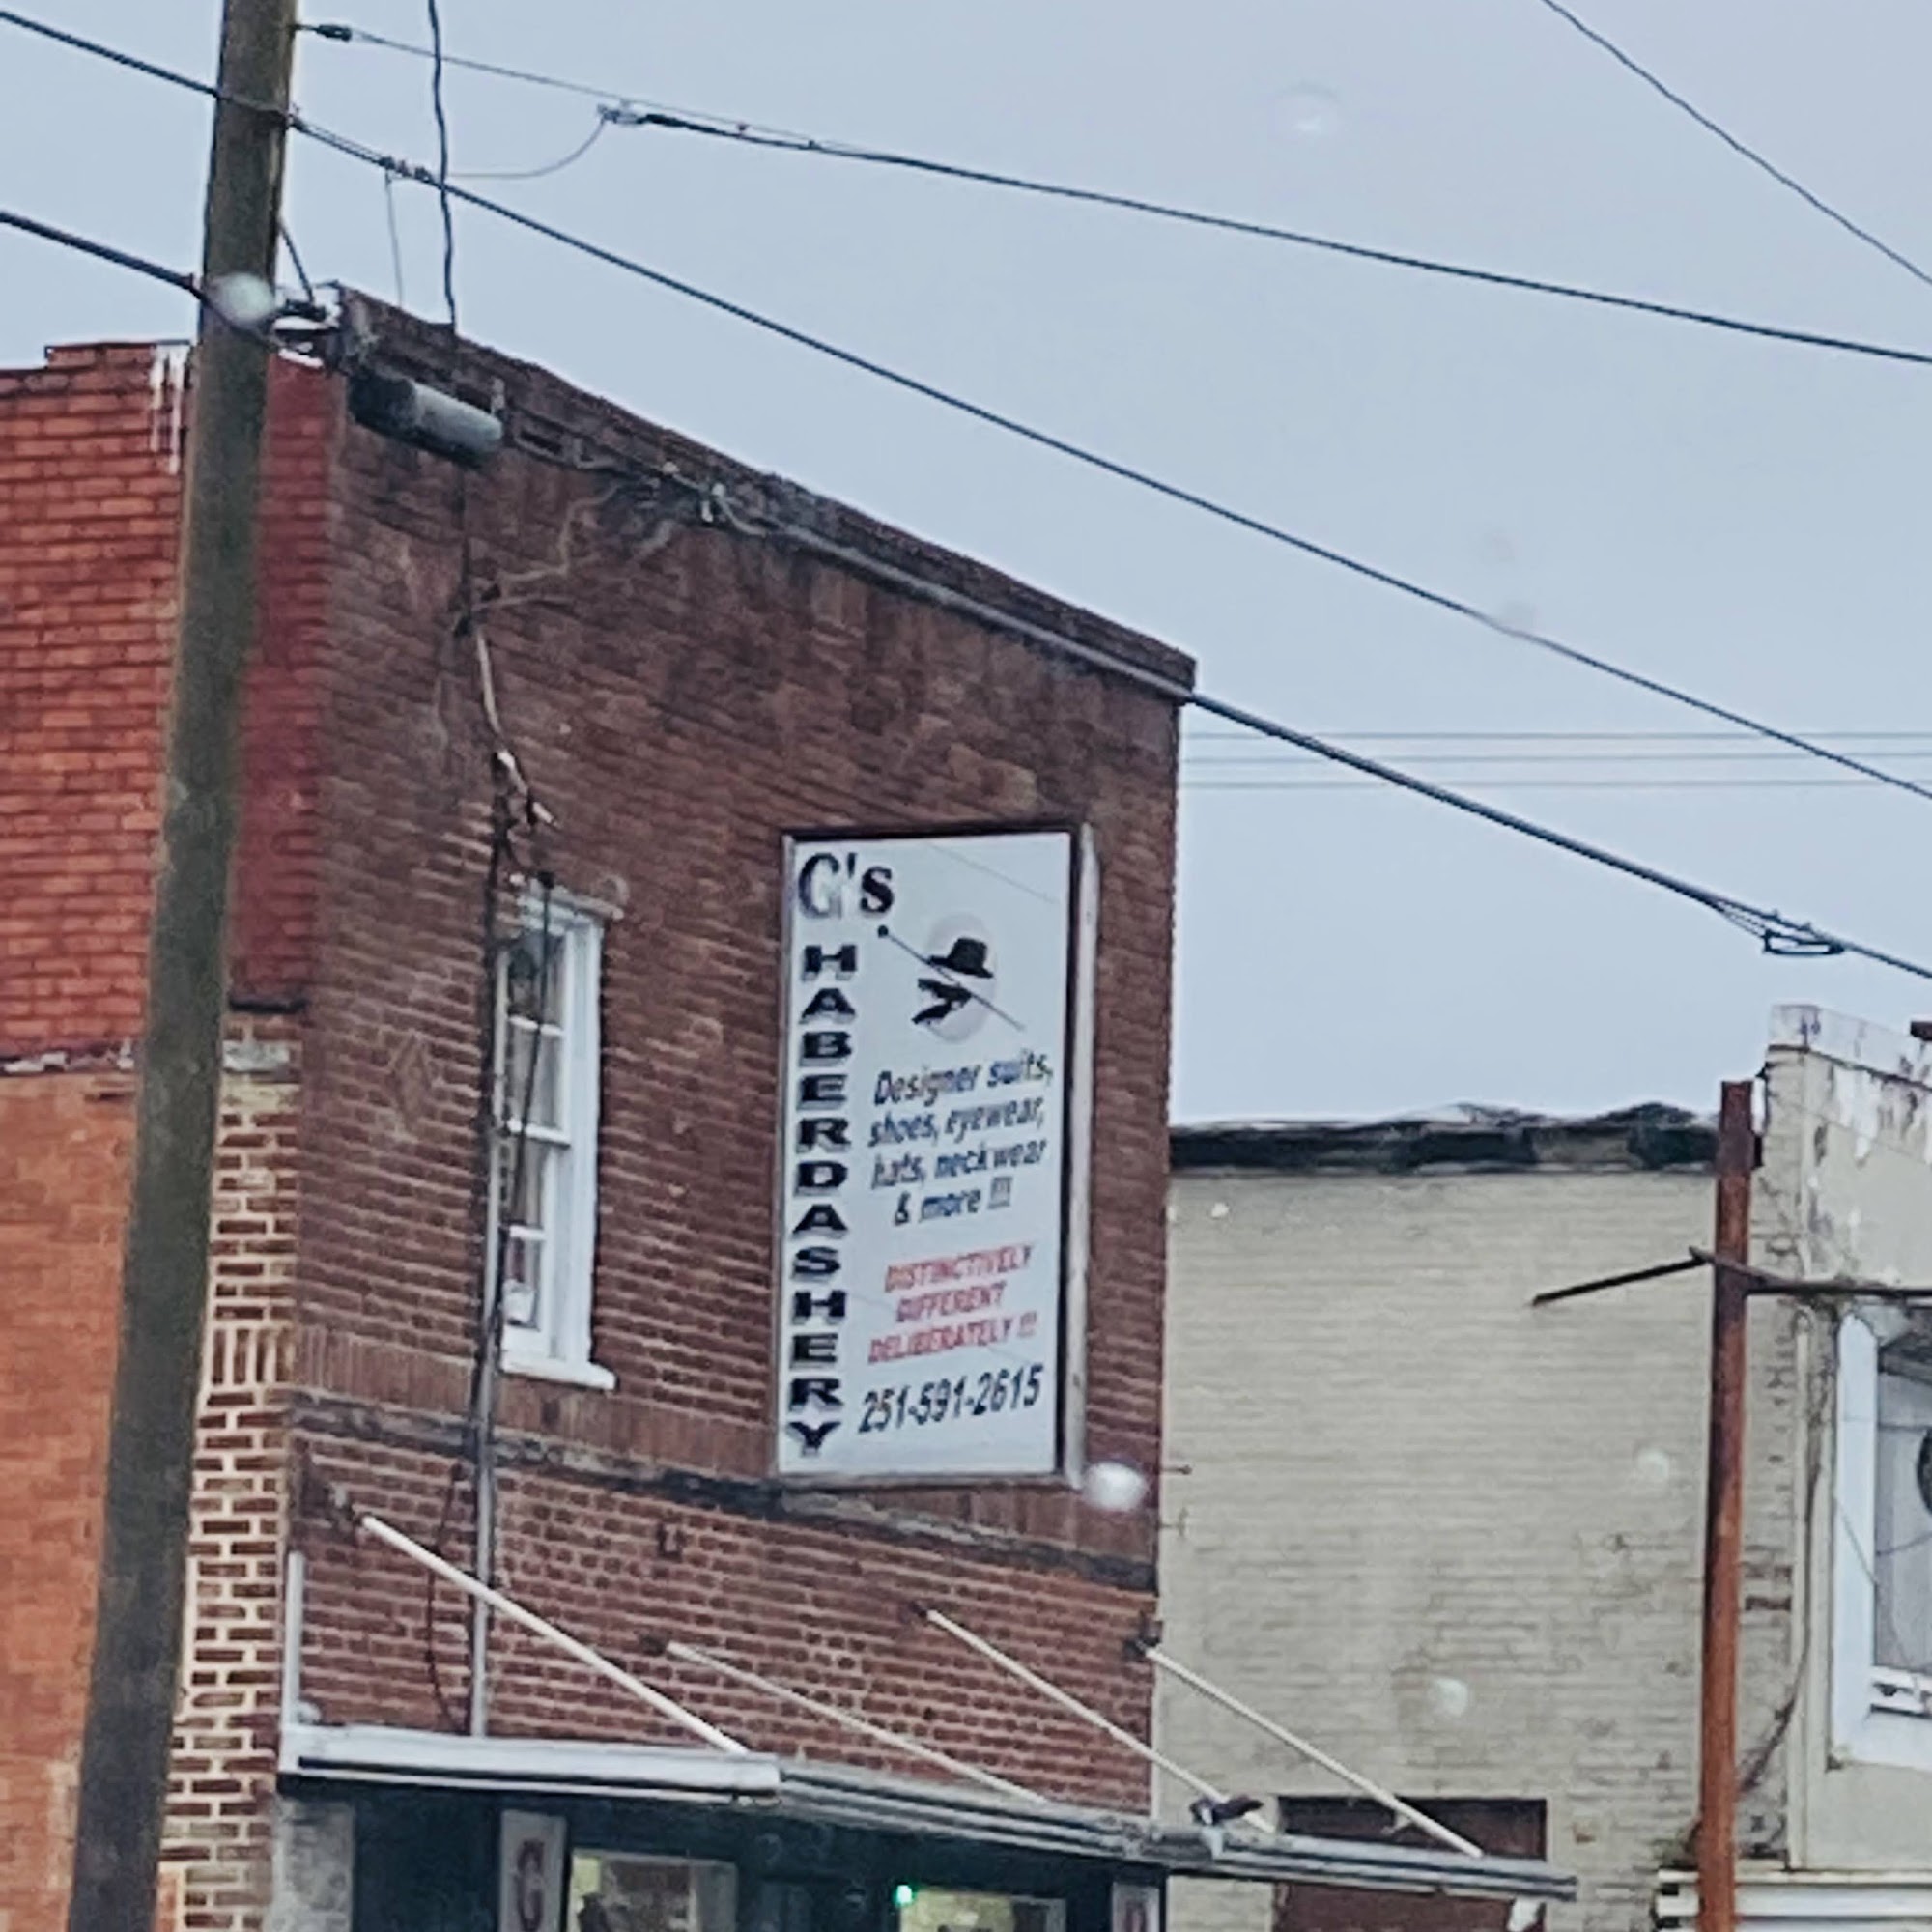 G's
HABERDASHERY
Designer suits,
shoes, eyewear,
hats, neckwear
& more !!!
DISTINCTIVELY
DIFFERENT
DELIBERATELY !!!
251-591-2615
G